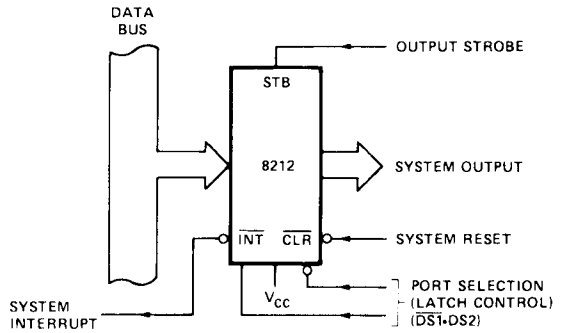 DATA
BUS
OUTPUT STROBE
STB
8212
SYSTEM OUTPUT
INT CLR
SYSTEM RESET
VCC
PORT SELECTION
(LATCH CONTROL)
(DS1•DS2)
SYSTEM
INTERRUPT